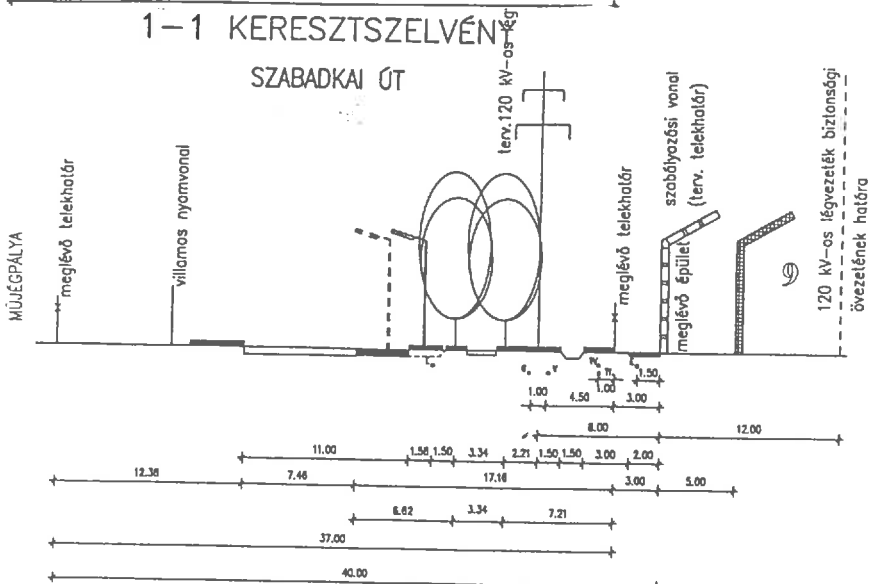 1-1 KERESZTSZELVÉNY
SZABADKAI ÚT
MŰJÉGPÁLYA
meglévő telekhatár
villamos nyomvonal
terv.120 kV-os lég
meglévő telekhatár
szabályozási vonal
(terv. telekhatár)
meglévő épület
9
120 kV-os légvezeték biztonsági
övezetének határa
1.50
1.00
1.00
4.50
3.00
8.00
12.00
11.00
1.56
1.50
3.34
2.21
1.50
1.50
3.00
2.00
12.36
7.46
17.16
3.00
5.00
6.62
3.34
7.21
37.00
40.00